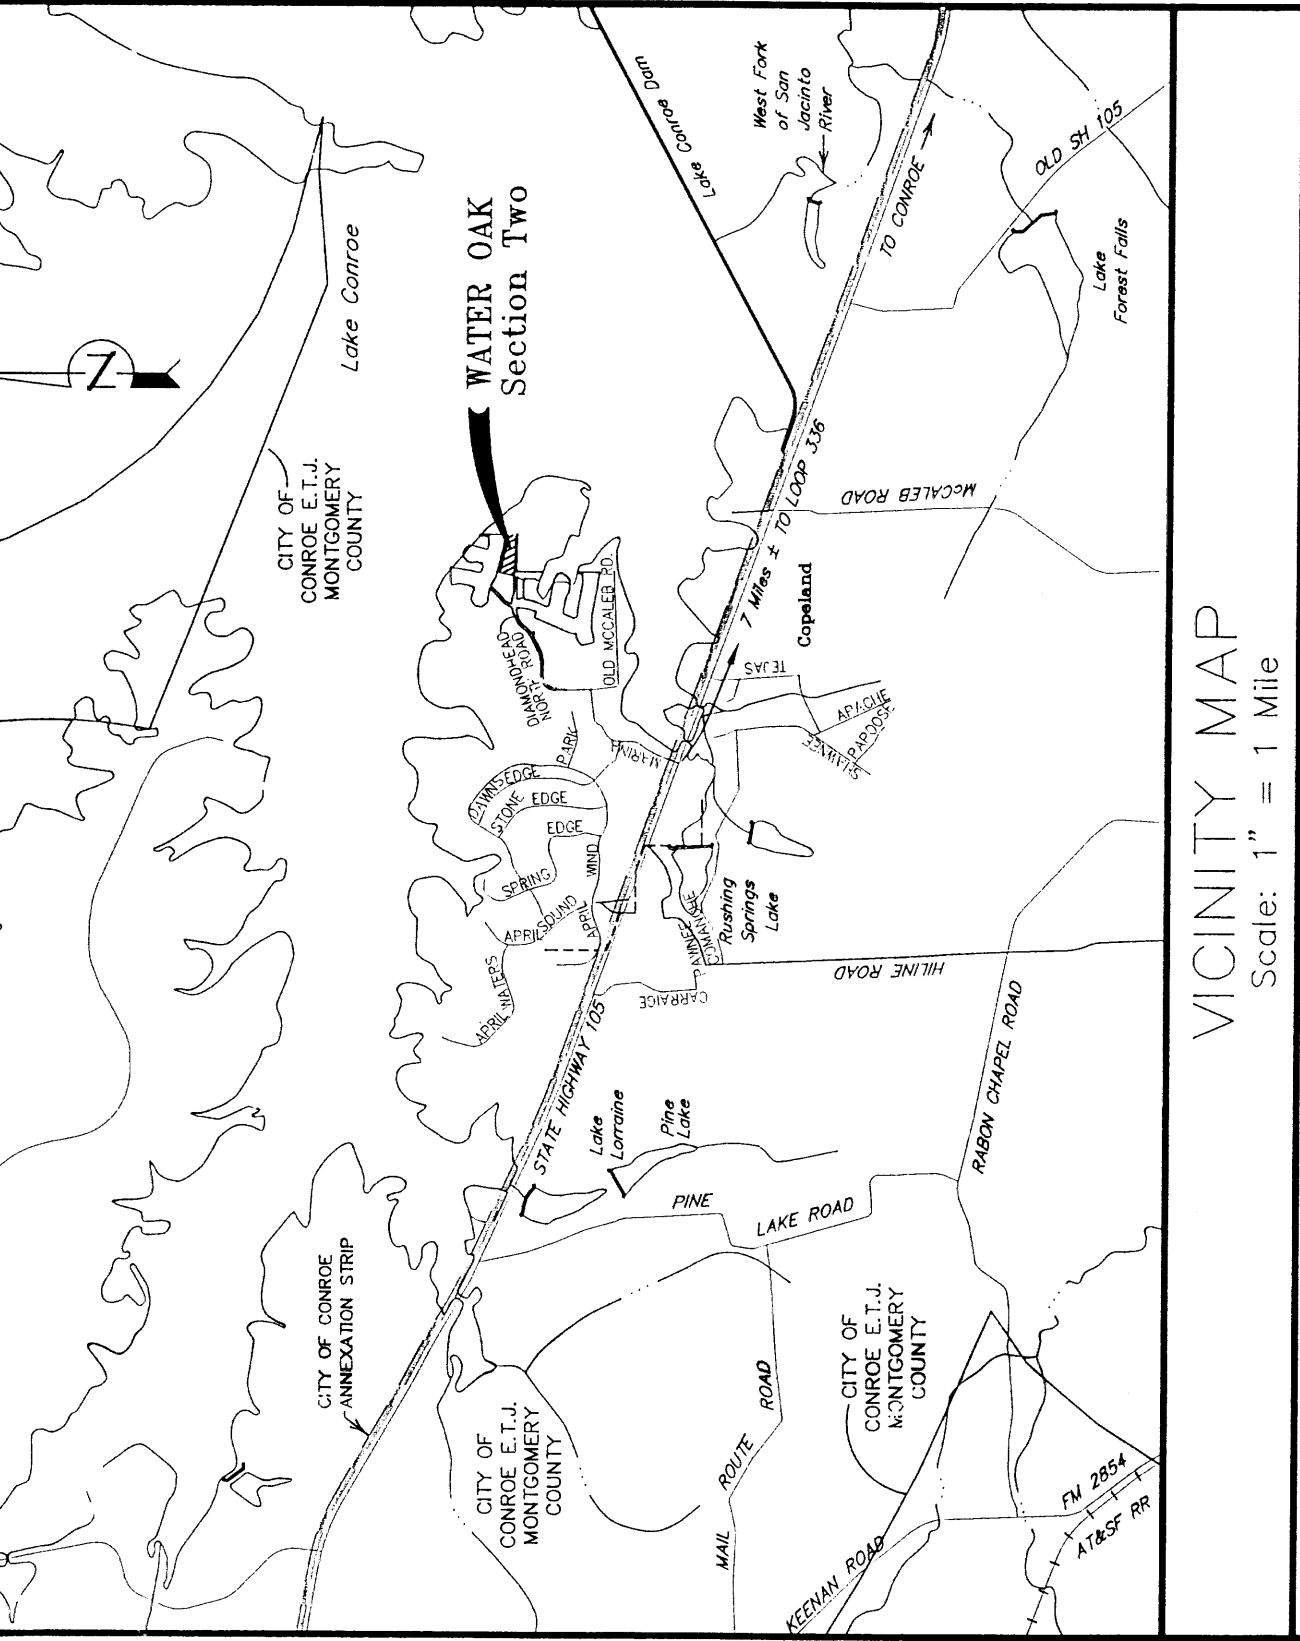 WATER OAK
Section Two
Lake Conroe
CITY OF
CONROE E.T.J.
MONTGOMERY
COUNTY
N
Lake Conroe Dam
West Fork
of San
Jacinto
River
TO CONROE
OLD SH 105
Lake
Forest Falls
7 Miles ± TO LOOP 336
McCALEB ROAD
Copeland
OLD MCCALEB RD.
DIAMONDHEAD
NORTH ROAD
PARK
MARINA
TEJAS
APACHE
PAPOOSE
SHAWNEE
DAWNS EDGE
STONE EDGE
SPRING EDGE
APRIL WIND
APRIL SOUND
APRIL WATERS
PAWNEE
COMANCHE
Rushing
Springs
Lake
CARRAIGE
HILINE ROAD
STATE HIGHWAY 105
Lake
Lorraine
Pine
Lake
PINE
LAKE ROAD
RABON CHAPEL ROAD
CITY OF CONROE
ANNEXATION STRIP
CITY OF
CONROE E.T.J.
MONTGOMERY
COUNTY
CITY OF
CONROE E.T.J.
MONTGOMERY
COUNTY
MAIL ROUTE ROAD
KEENAN ROAD
FM 2854
AT&SF RR
VICINITY MAP
Scale: 1" = 1 Mile